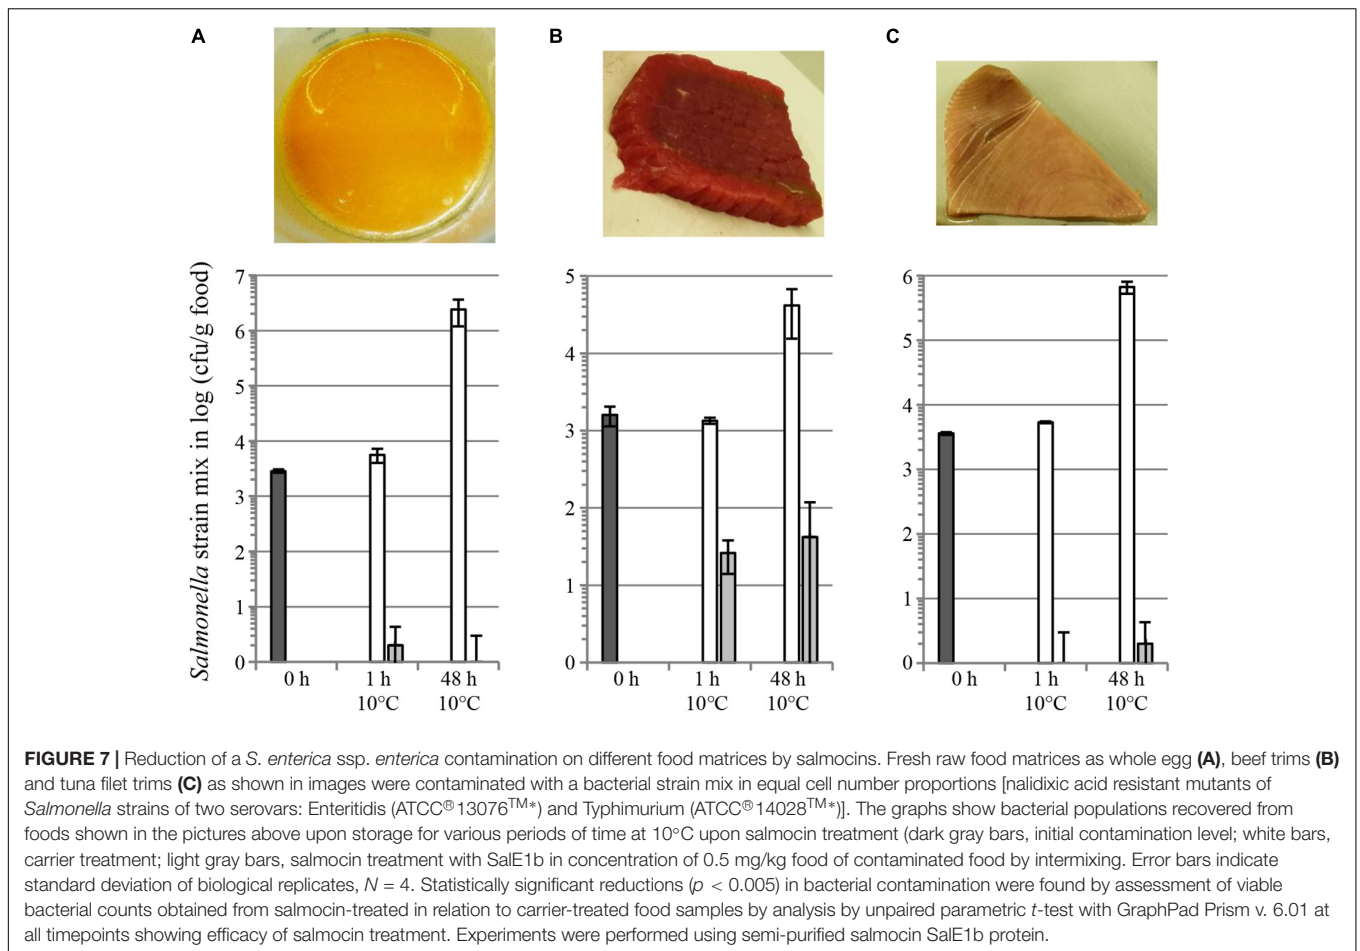 A
B
C
Salmonella strain mix in log (cfu/g food)
7
6
5
4
3
2
1
0
0 h
1 h
10°C
48 h
10°C
5
4
3
2
1
0
0 h
1 h
10°C
48 h
10°C
6
5
4
3
2
1
0
0 h
1 h
10°C
48 h
10°C
FIGURE 7 | Reduction of a S. enterica ssp. enterica contamination on different food matrices by salmocins. Fresh raw food matrices as whole egg (A), beef trims (B)
and tuna filet trims (C) as shown in images were contaminated with a bacterial strain mix in equal cell number proportions [nalidixic acid resistant mutants of
Salmonella strains of two serovars: Enteritidis (ATCC®13076™*) and Typhimurium (ATCC®14028™*)]. The graphs show bacterial populations recovered from
foods shown in the pictures above upon storage for various periods of time at 10°C upon salmocin treatment (dark gray bars, initial contamination level; white bars,
carrier treatment; light gray bars, salmocin treatment with SalE1b in concentration of 0.5 mg/kg food of contaminated food by intermixing. Error bars indicate
standard deviation of biological replicates, N = 4. Statistically significant reductions (p < 0.005) in bacterial contamination were found by assessment of viable
bacterial counts obtained from salmocin-treated in relation to carrier-treated food samples by analysis by unpaired parametric t-test with GraphPad Prism v. 6.01 at
all timepoints showing efficacy of salmocin treatment. Experiments were performed using semi-purified salmocin SalE1b protein.